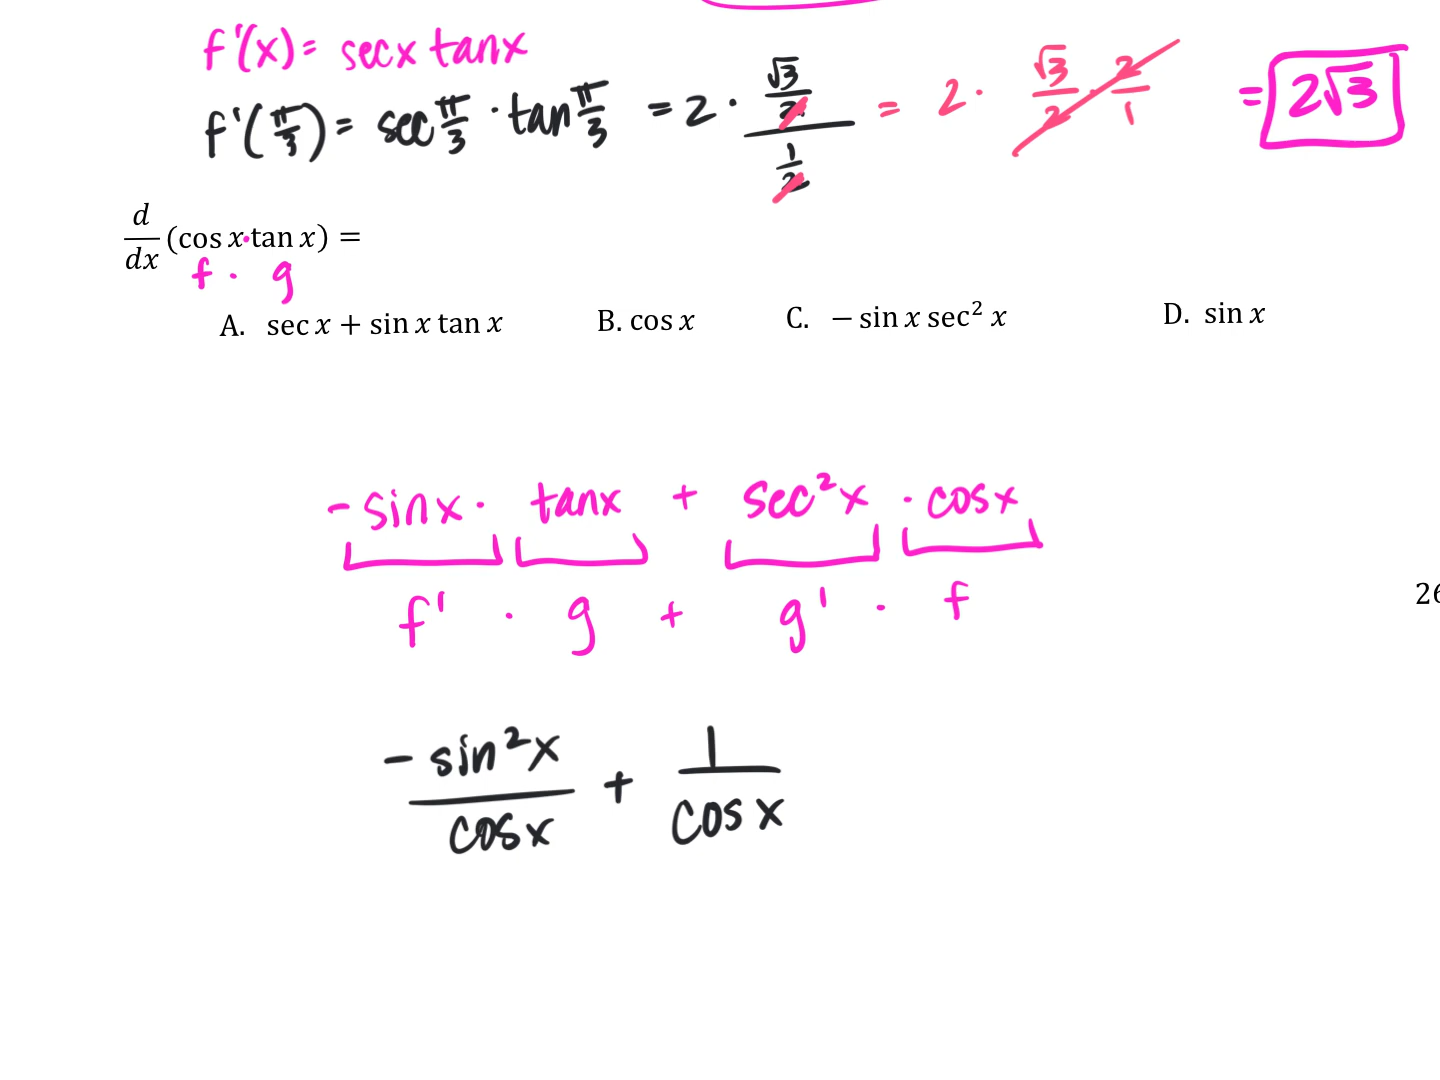 f'(x) = secx tanx
f'(π/3) = sec π/3 · tan π/3 = 2 · (√3/2)/(1/2) = 2 · √3/2 · 2/1 = 2√3
d/dx (cos x · tan x) =
f · g
A. sec x + sin x tan x B. cos x C. − sin x sec² x D. sin x
- sinx · tanx + sec²x · cosx
f' · g + g' · f
26
- sin²x / cosx + 1 / cosx